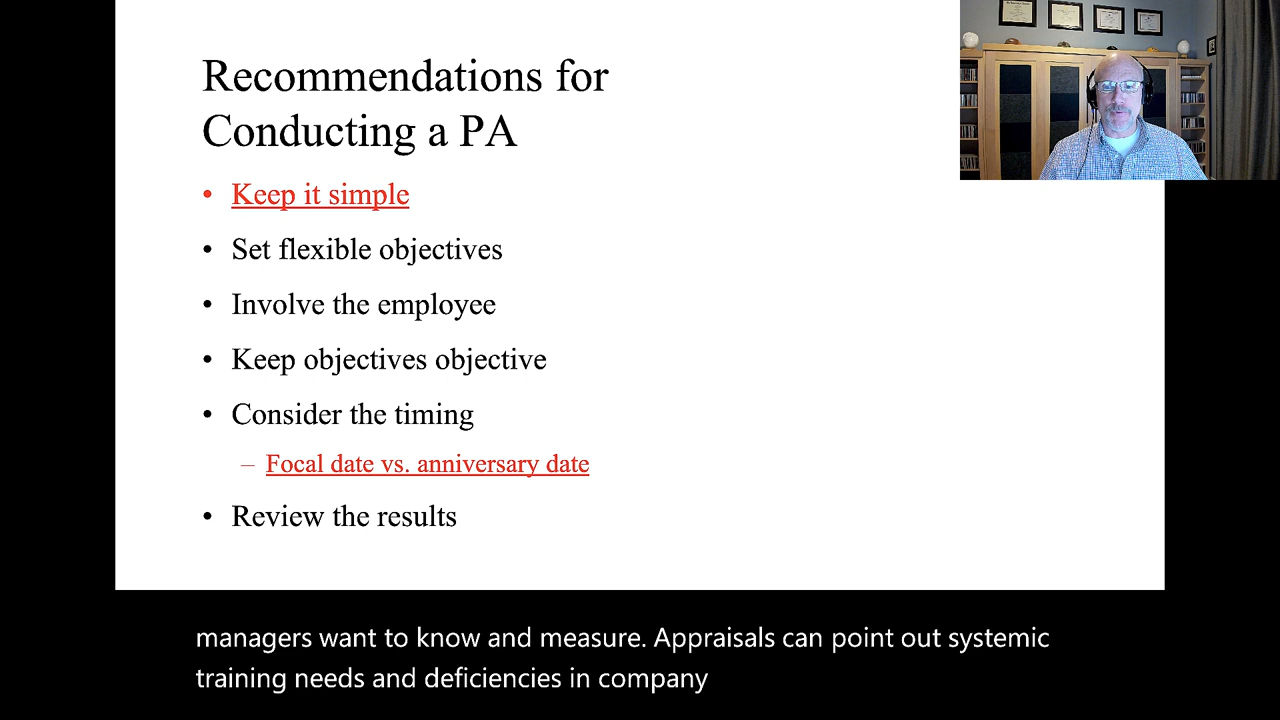 Recommendations for
Conducting a PA
• Keep it simple
• Set flexible objectives
• Involve the employee
• Keep objectives objective
• Consider the timing
– Focal date vs. anniversary date
• Review the results
managers want to know and measure. Appraisals can point out systemic
training needs and deficiencies in company